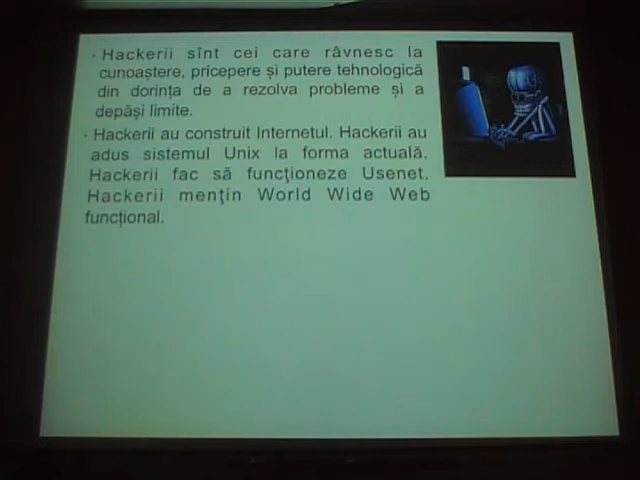 · Hackerii sînt cei care râvnesc la
cunoaștere, pricepere și putere tehnologică
din dorința de a rezolva probleme și a
depăși limite.
· Hackerii au construit Internetul. Hackerii au
adus sistemul Unix la forma actuală.
Hackerii fac să funcţioneze Usenet.
Hackerii menţin World Wide Web
funcțional.